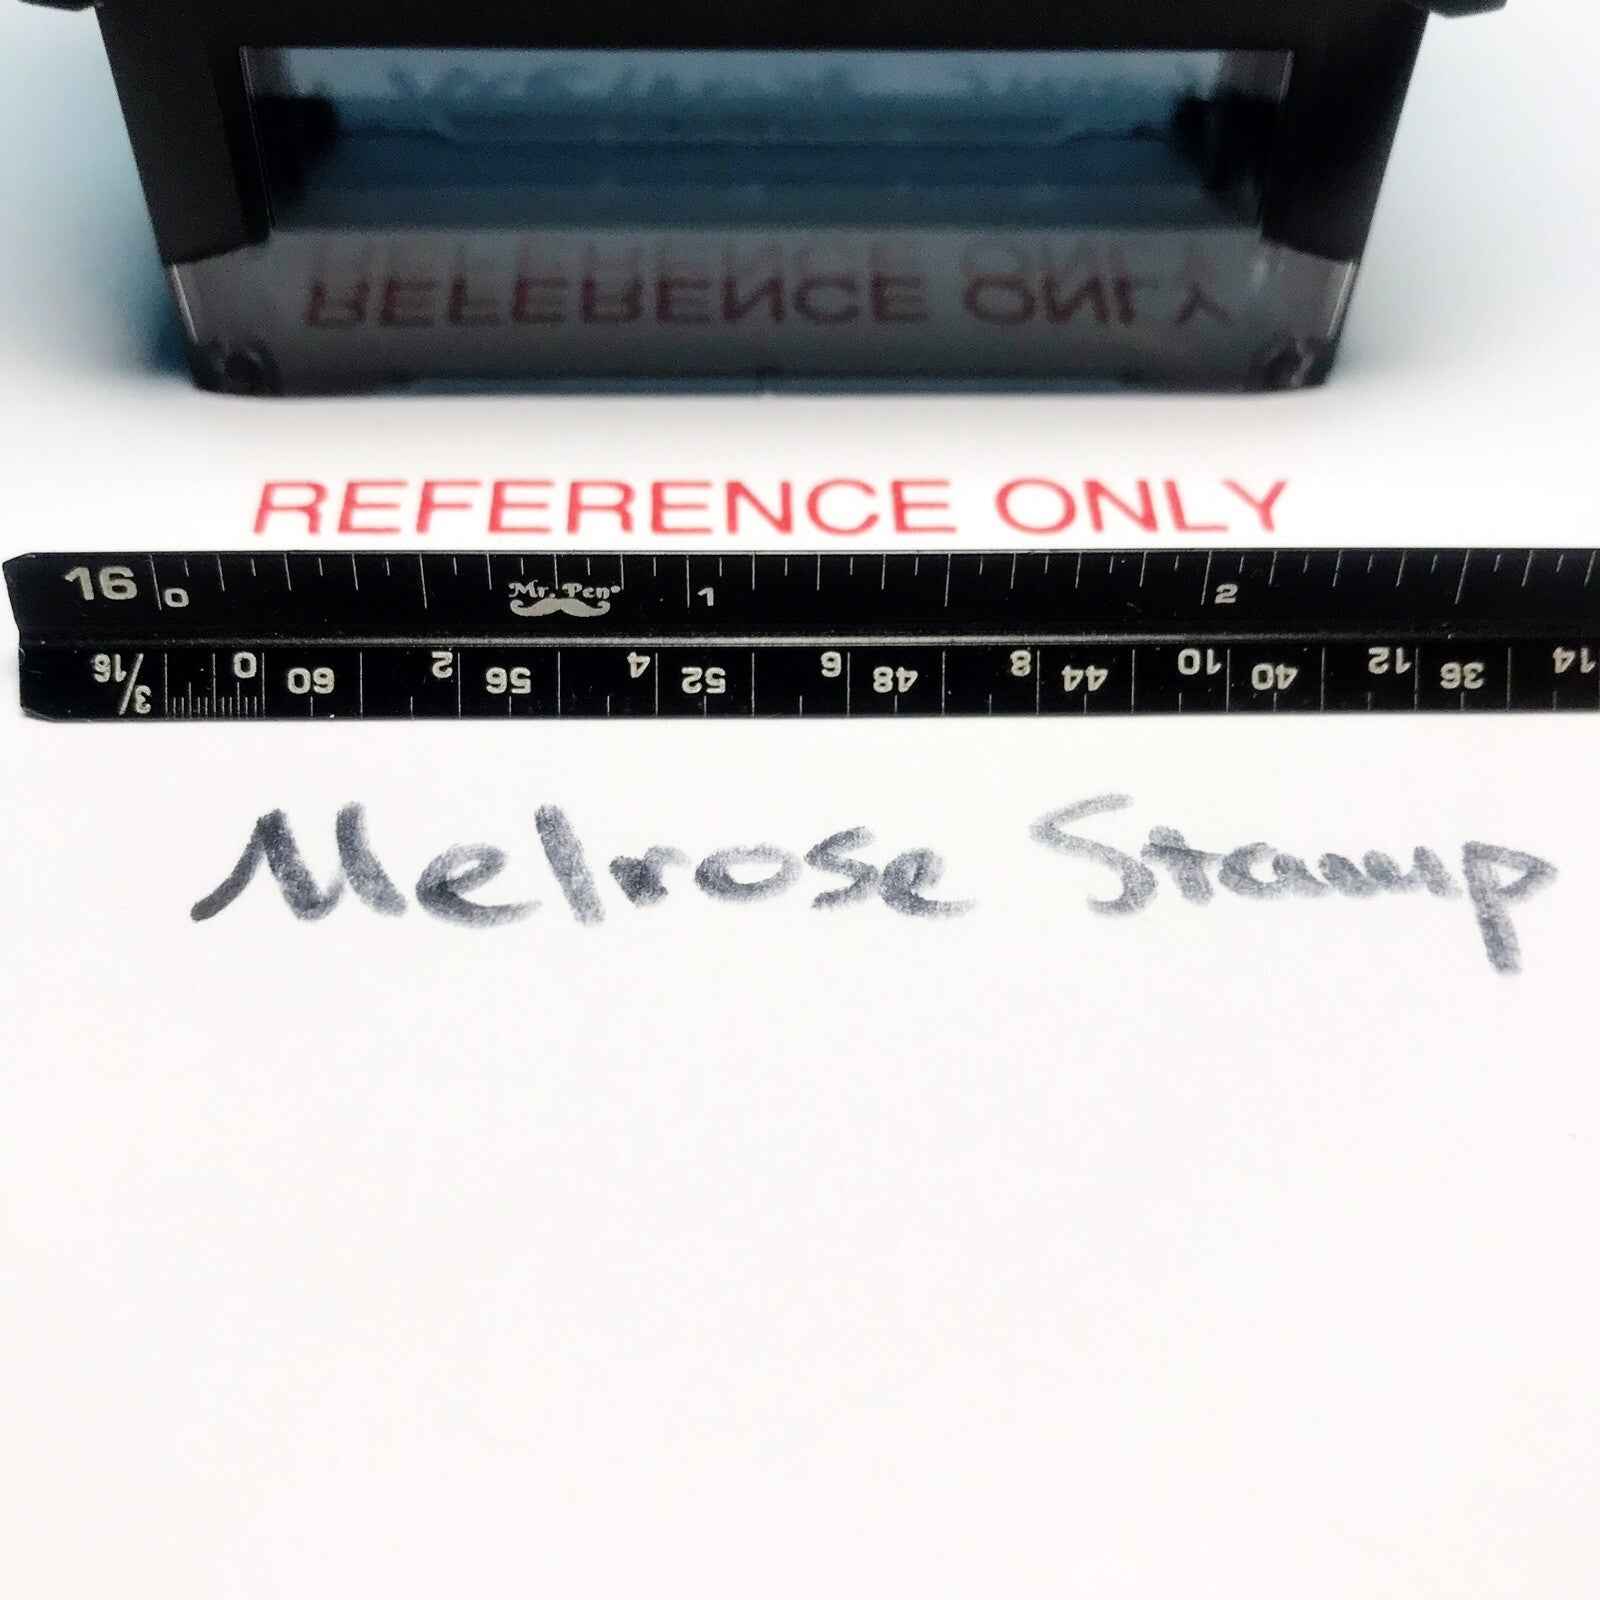 REFERENCE ONLY
REFERENCE ONLY
16 0 Mr. Pen® 1 2
3/16 0 60 2 56 4 52 6 48 8 44 10 40 12 36 14
Melrose Stamp